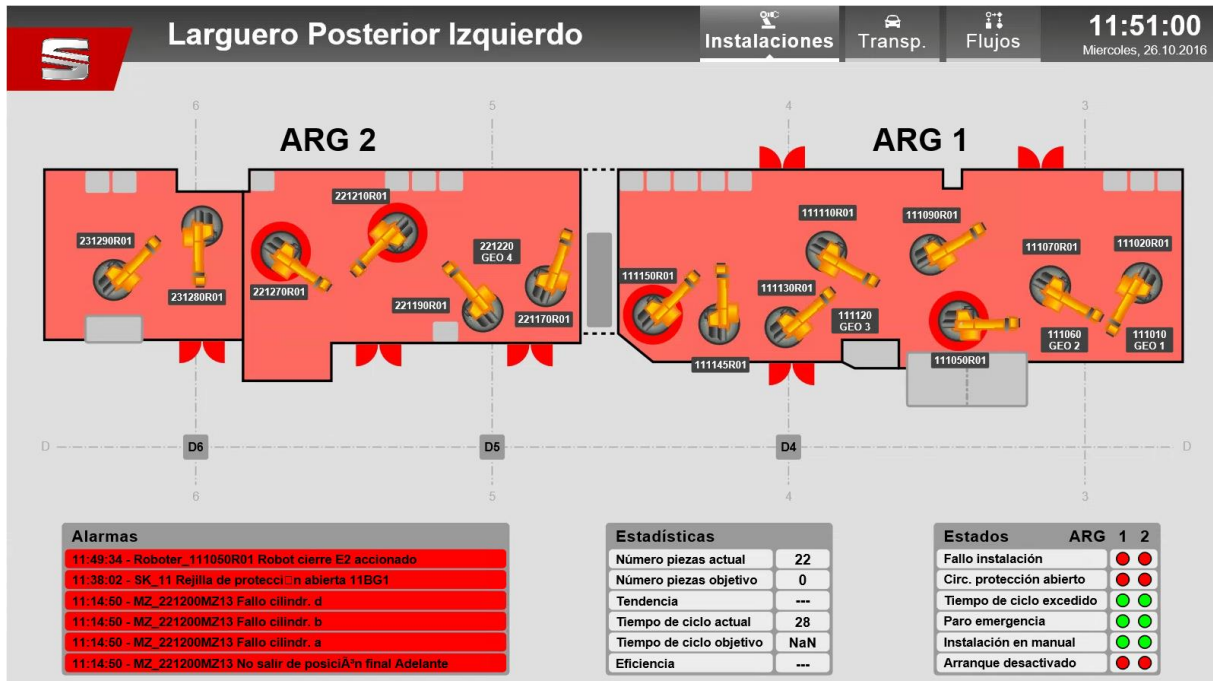 Larguero Posterior Izquierdo
Instalaciones
Transp.
Flujos
11:51:00
Miercoles, 26.10.2016
6
5
4
3
ARG 2
ARG 1
221210R01
231290R01
231280R01
221270R01
221220
GEO 4
221190R01
221170R01
111110R01
111090R01
111070R01
111020R01
111150R01
111130R01
111120
GEO 3
111145R01
111050R01
111060
GEO 2
111010
GEO 1
D
D6
D5
D4
D
6
5
4
3
Alarmas
11:49:34 - Roboter_111050R01 Robot cierre E2 accionado
11:38:02 - SK_11 Rejilla de protecci□n abierta 11BG1
11:14:50 - MZ_221200MZ13 Fallo cilindr. d
11:14:50 - MZ_221200MZ13 Fallo cilindr. b
11:14:50 - MZ_221200MZ13 Fallo cilindr. a
11:14:50 - MZ_221200MZ13 No salir de posiciÃ³n final Adelante
Estadísticas
Número piezas actual 22
Número piezas objetivo 0
Tendencia ---
Tiempo de ciclo actual 28
Tiempo de ciclo objetivo NaN
Eficiencia ---
Estados ARG 1 2
Fallo instalación
Circ. protección abierto
Tiempo de ciclo excedido
Paro emergencia
Instalación en manual
Arranque desactivado